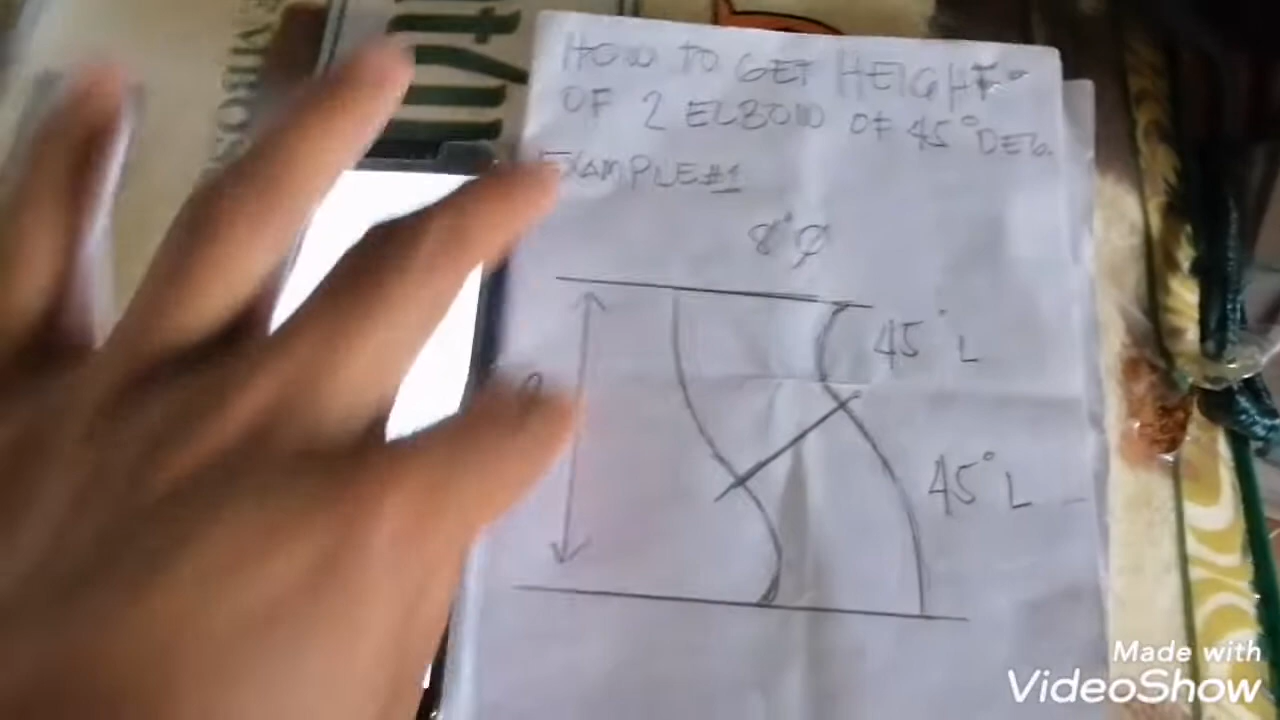 HOW TO GET HEIGHT
OF 2 ELBOW OF 45° DEG.
EXAMPLE #1
8"Ø
45° L
45° L
Made with
VideoShow